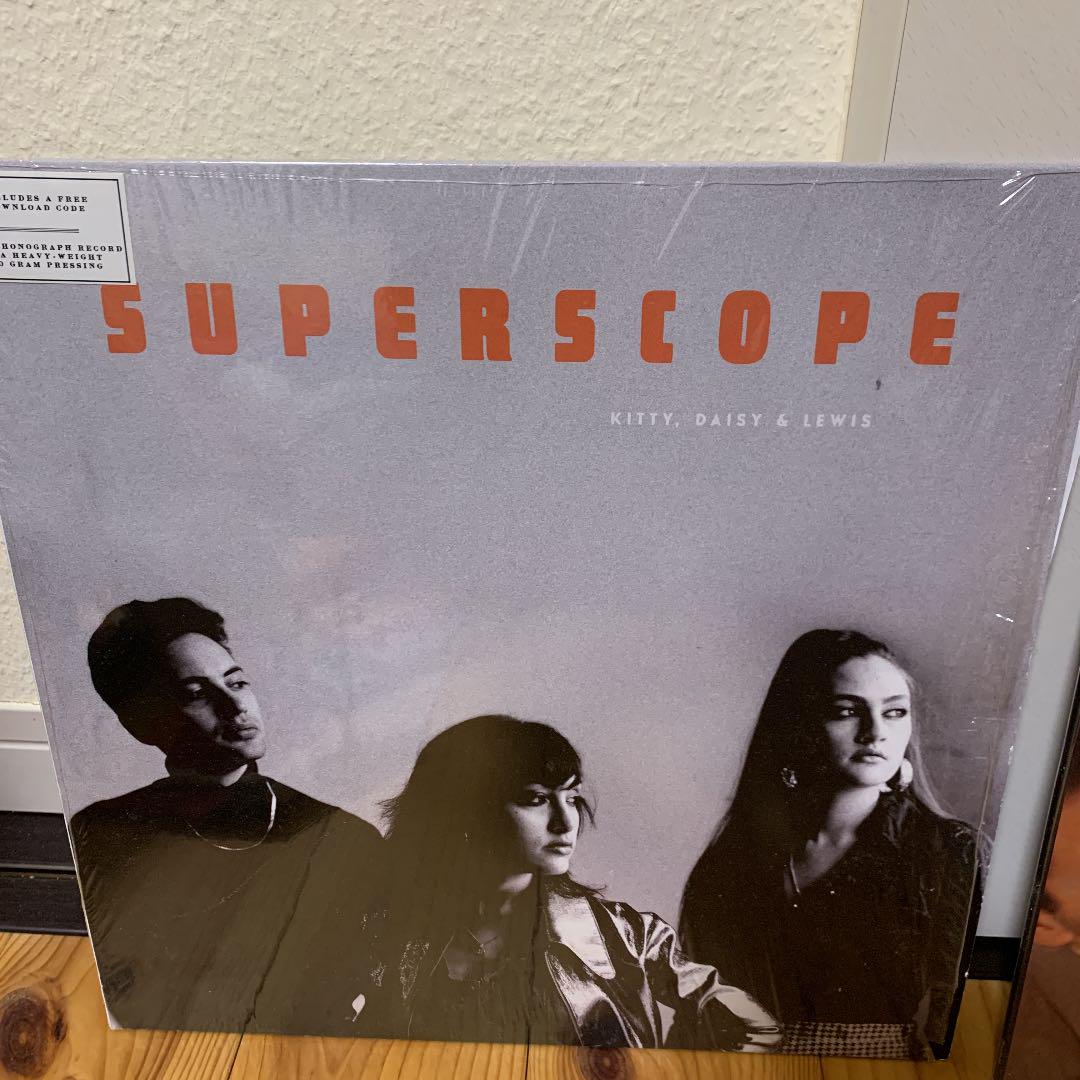 LUDES A FREE
WNLOAD CODE
HONOGRAPH RECORD
A HEAVY-WEIGHT
GRAM PRESSING
SUPERSCOPE
KITTY, DAISY & LEWIS